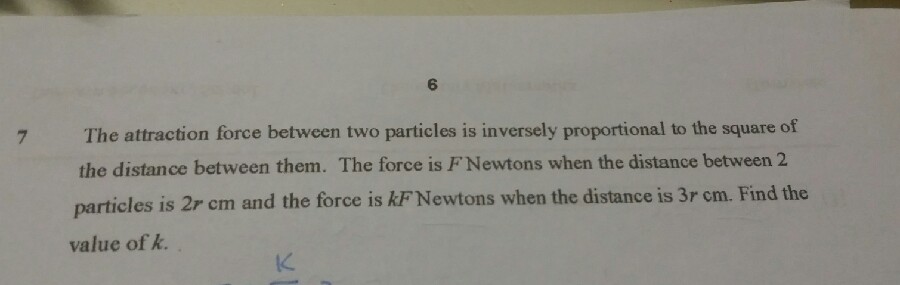 6
7 The attraction force between two particles is inversely proportional to the square of
the distance between them. The force is F Newtons when the distance between 2
particles is 2r cm and the force is kF Newtons when the distance is 3r cm. Find the
value of k.
K